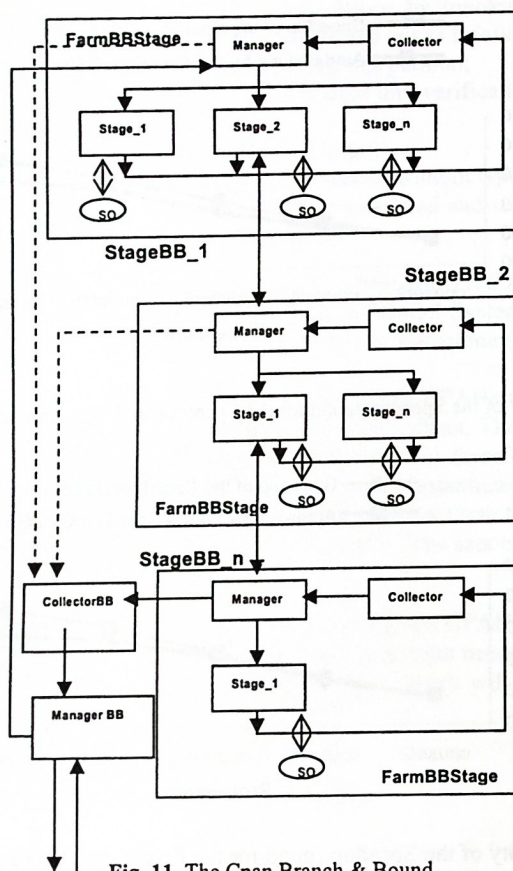 FarmBBStage
Manager
Collector
Stage_1
Stage_2
Stage_n
SO
SO
SO
StageBB_1
StageBB_2
Manager
Collector
Stage_1
Stage_n
SO
SO
FarmBBStage
StageBB_n
CollectorBB
Manager
Collector
Stage_1
Manager BB
SO
FarmBBStage
Fig. 11. The Cpan Branch & Bound